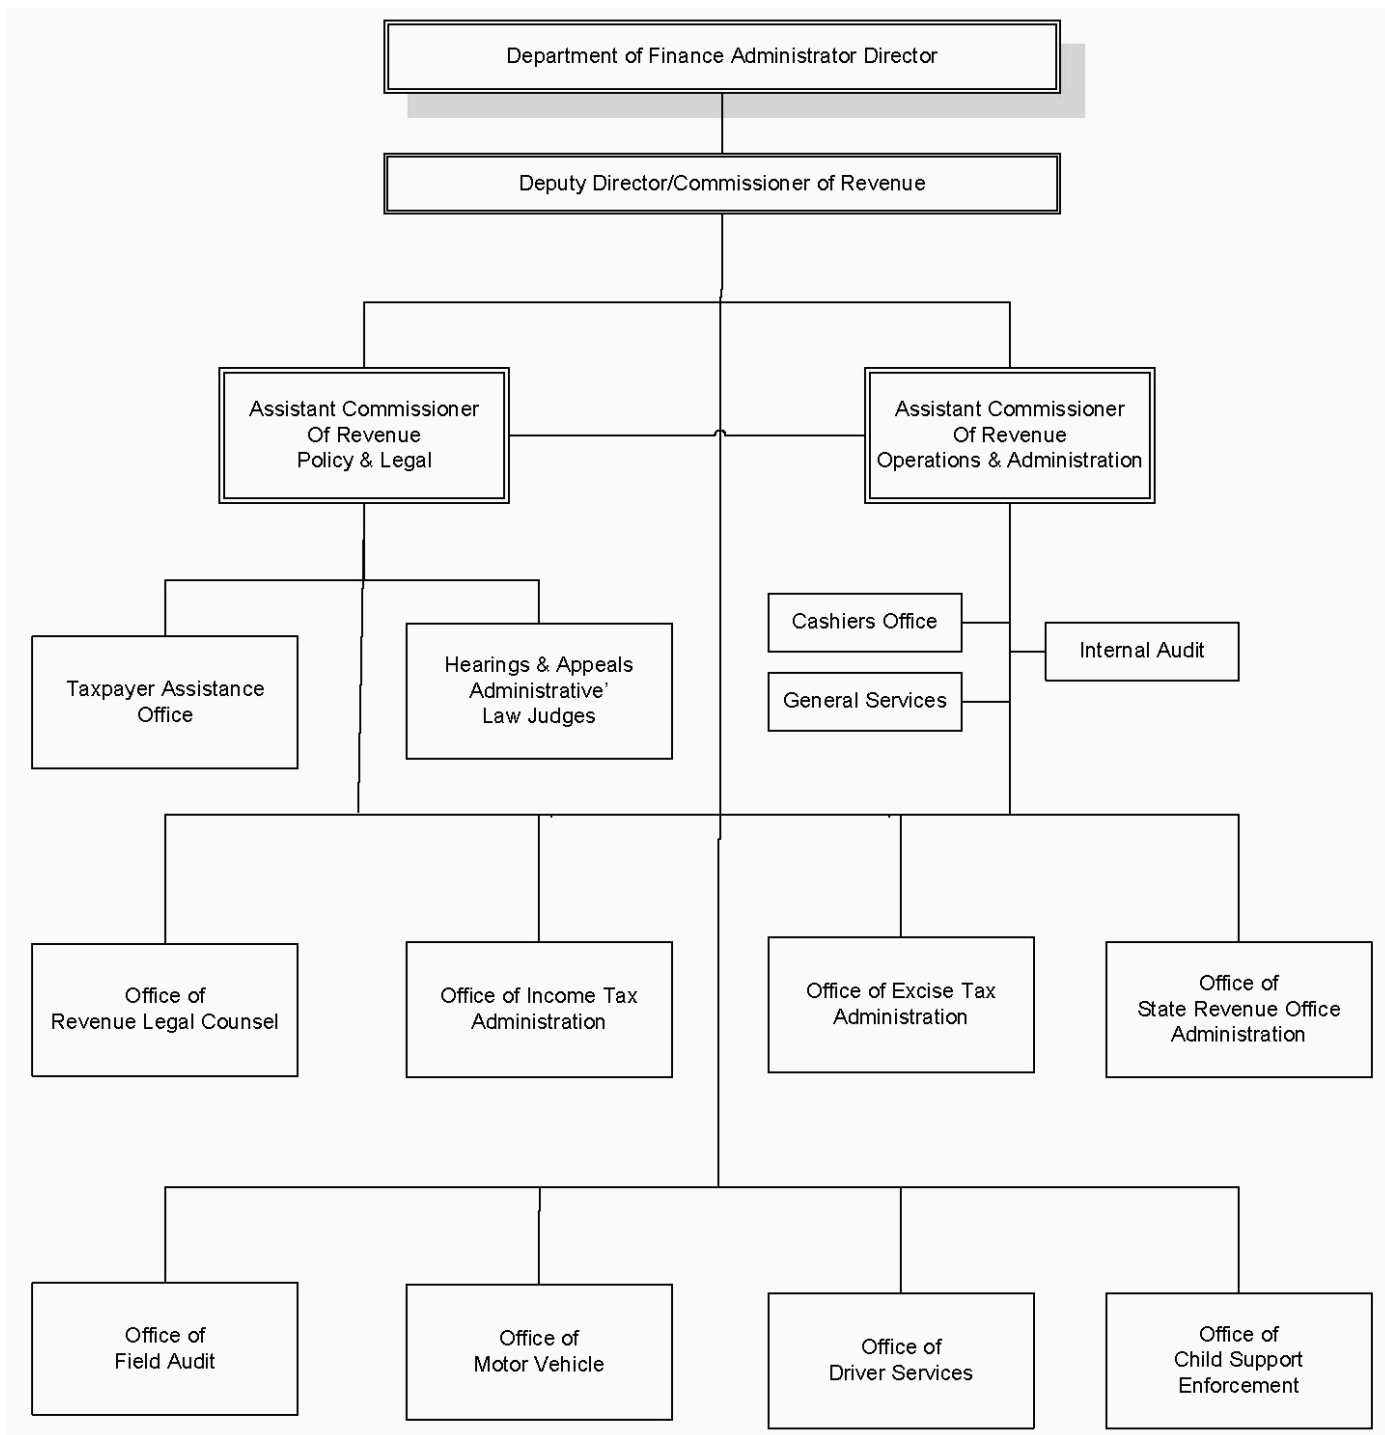 Department of Finance Administrator Director
Deputy Director/Commissioner of Revenue
Assistant Commissioner
Of Revenue
Policy & Legal
Assistant Commissioner
Of Revenue
Operations & Administration
Cashiers Office
Internal Audit
General Services
Taxpayer Assistance
Office
Hearings & Appeals
Administrative’
Law Judges
Office of
Revenue Legal Counsel
Office of Income Tax
Administration
Office of Excise Tax
Administration
Office of
State Revenue Office
Administration
Office of
Field Audit
Office of
Motor Vehicle
Office of
Driver Services
Office of
Child Support
Enforcement